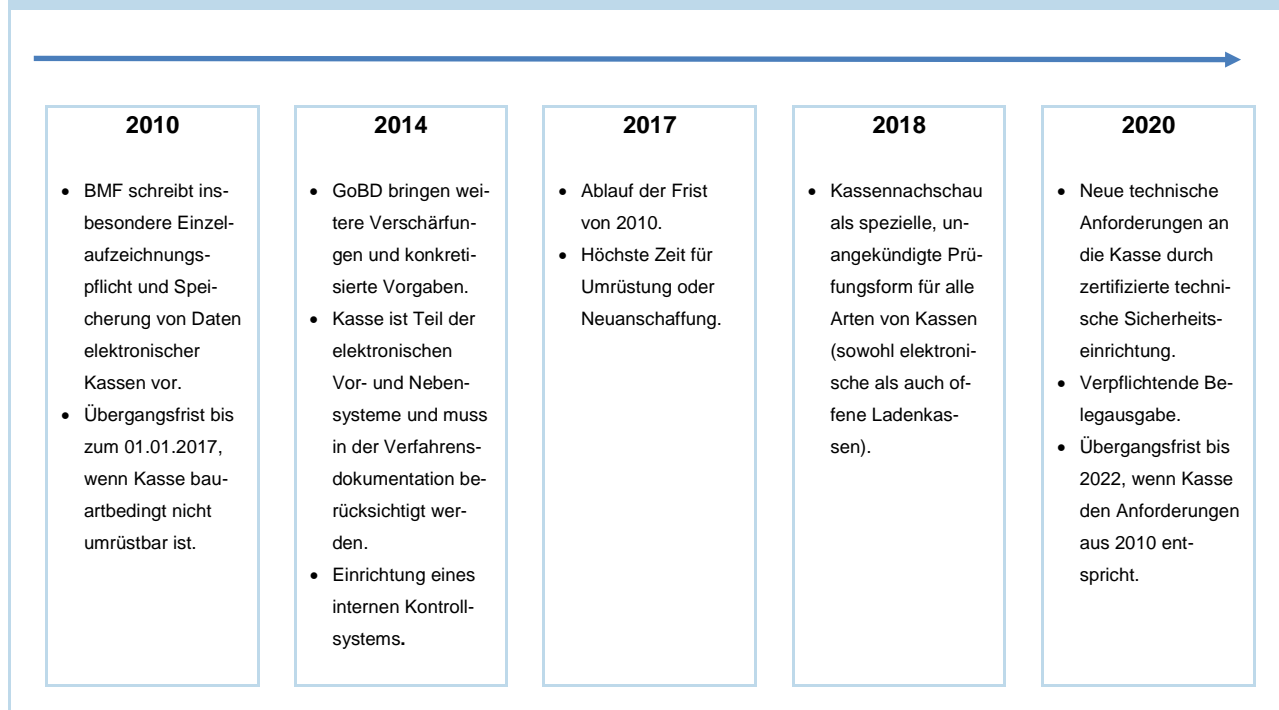 2010
• BMF schreibt ins-
besondere Einzel-
aufzeichnungs-
pflicht und Spei-
cherung von Daten
elektronischer
Kassen vor.
• Übergangsfrist bis
zum 01.01.2017,
wenn Kasse bau-
artbedingt nicht
umrüstbar ist.
2014
• GoBD bringen wei-
tere Verschärfun-
gen und konkreti-
sierte Vorgaben.
• Kasse ist Teil der
elektronischen
Vor- und Neben-
systeme und muss
in der Verfahrens-
dokumentation be-
rücksichtigt wer-
den.
• Einrichtung eines
internen Kontroll-
systems.
2017
• Ablauf der Frist
von 2010.
• Höchste Zeit für
Umrüstung oder
Neuanschaffung.
2018
• Kassennachschau
als spezielle, un-
angekündigte Prü-
fungsform für alle
Arten von Kassen
(sowohl elektroni-
sche als auch of-
fene Ladenkas-
sen).
2020
• Neue technische
Anforderungen an
die Kasse durch
zertifizierte techni-
sche Sicherheits-
einrichtung.
• Verpflichtende Be-
legausgabe.
• Übergangsfrist bis
2022, wenn Kasse
den Anforderungen
aus 2010 ent-
spricht.